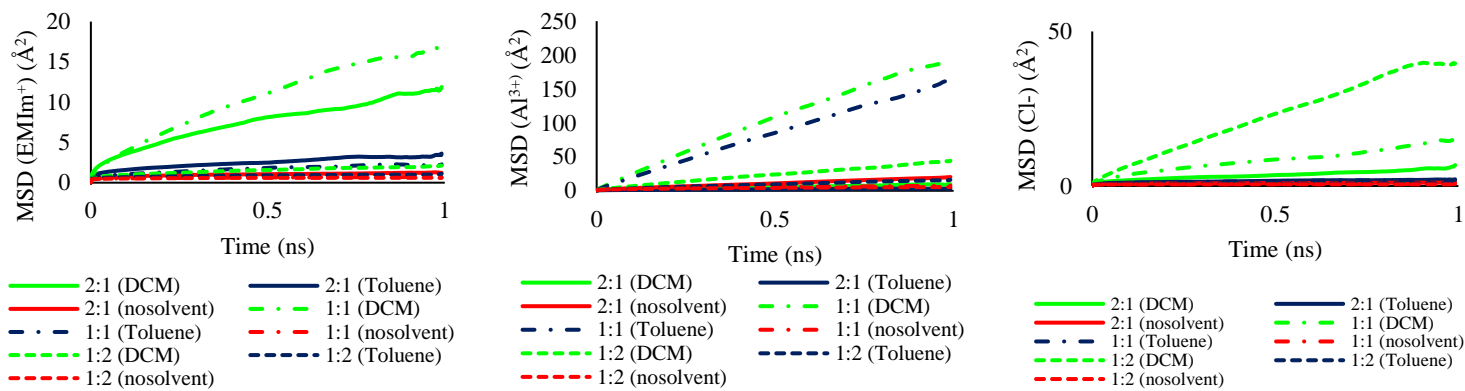 MSD (EMIm⁺) (Å²)
20
15
10
5
0
0
0.5
1
Time (ns)
2:1 (DCM)
2:1 (Toluene)
2:1 (nosolvent)
1:1 (DCM)
1:1 (Toluene)
1:1 (nosolvent)
1:2 (DCM)
1:2 (Toluene)
1:2 (nosolvent)
MSD (Al³⁺⁾ (Å²)
250
200
150
100
50
0
0
0.5
1
Time (ns)
2:1 (DCM)
2:1 (Toluene)
2:1 (nosolvent)
1:1 (DCM)
1:1 (Toluene)
1:1 (nosolvent)
1:2 (DCM)
1:2 (Toluene)
1:2 (nosolvent)
MSD (Cl-) (Å²)
50
0
0
0.5
1
Time (ns)
2:1 (DCM)
2:1 (Toluene)
2:1 (nosolvent)
1:1 (DCM)
1:1 (Toluene)
1:1 (nosolvent)
1:2 (DCM)
1:2 (Toluene)
1:2 (nosolvent)